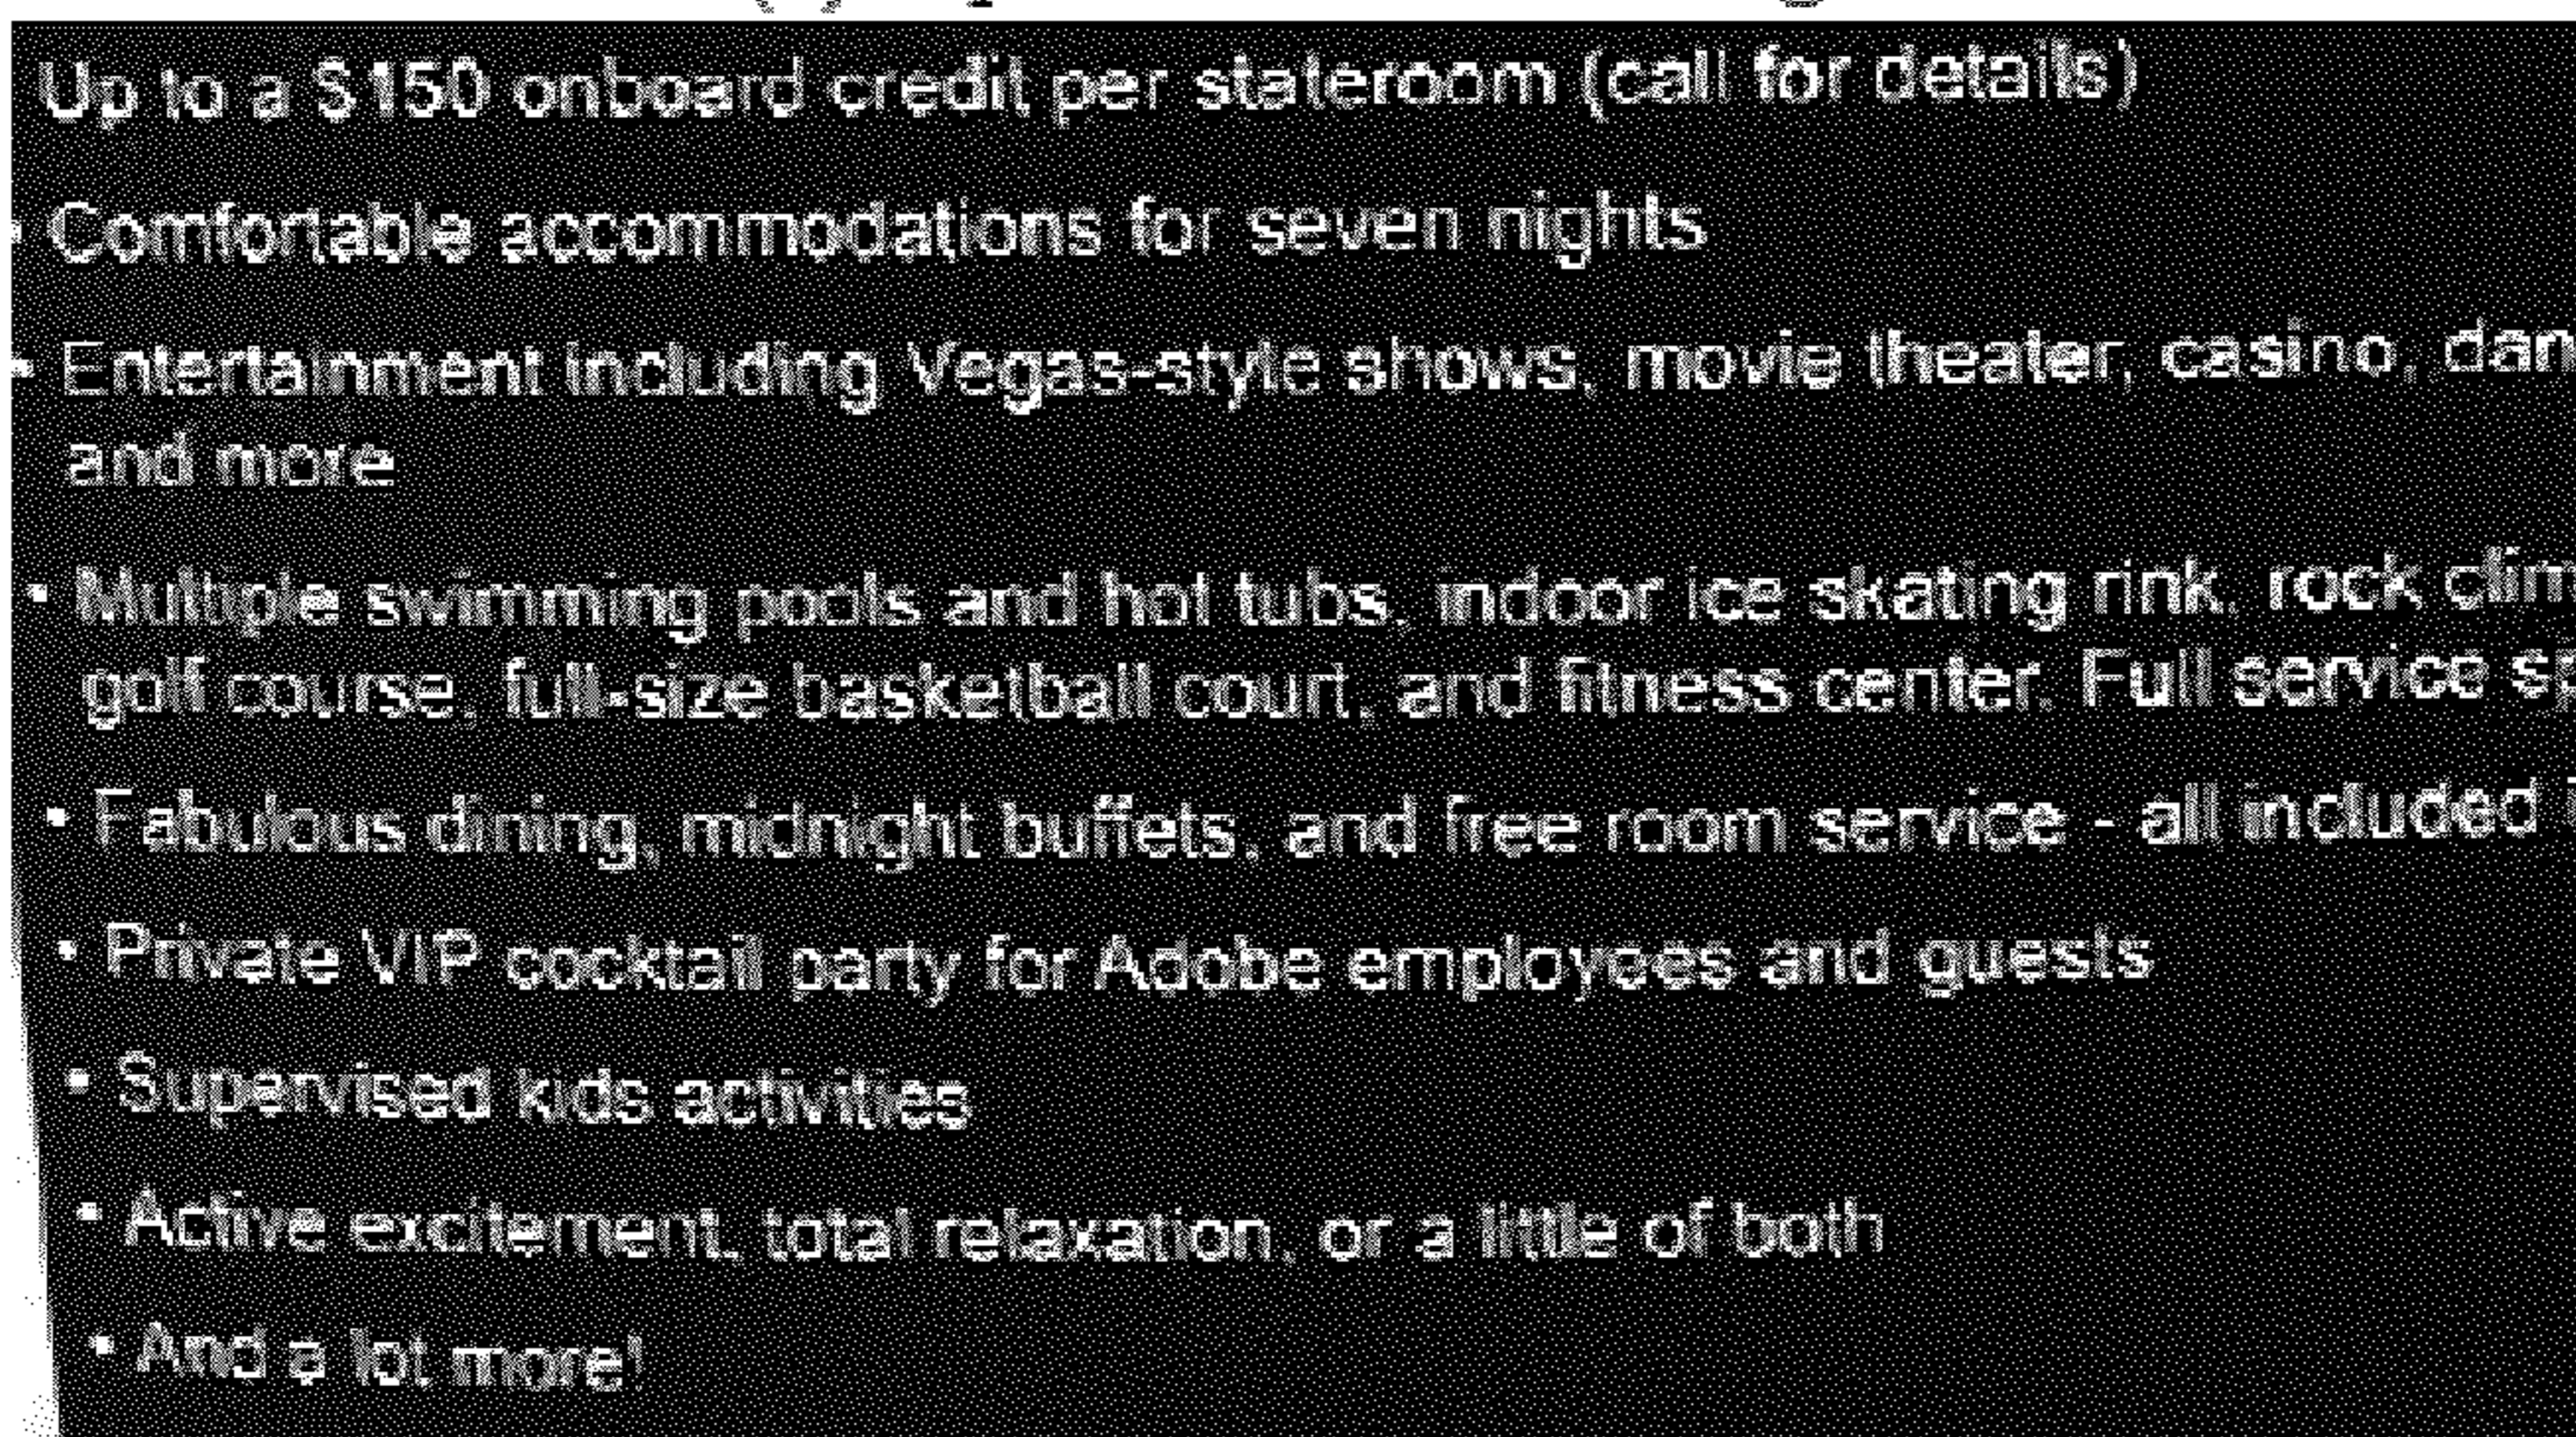 Up to a $150 onboard credit per stateroom (call for details)
• Comfortable accommodations for seven nights
• Entertainment including Vegas-style shows, movie theater, casino, dan
and more
• Multiple swimming pools and hot tubs, indoor ice skating rink, rock clim
golf course, full-size basketball court, and fitness center. Full service sp
• Fabulous dining, midnight buffets, and free room service - all included
• Private VIP cocktail party for Adobe employees and guests
• Supervised kids activities
• Active excitement, total relaxation, or a little of both
• And a lot more!